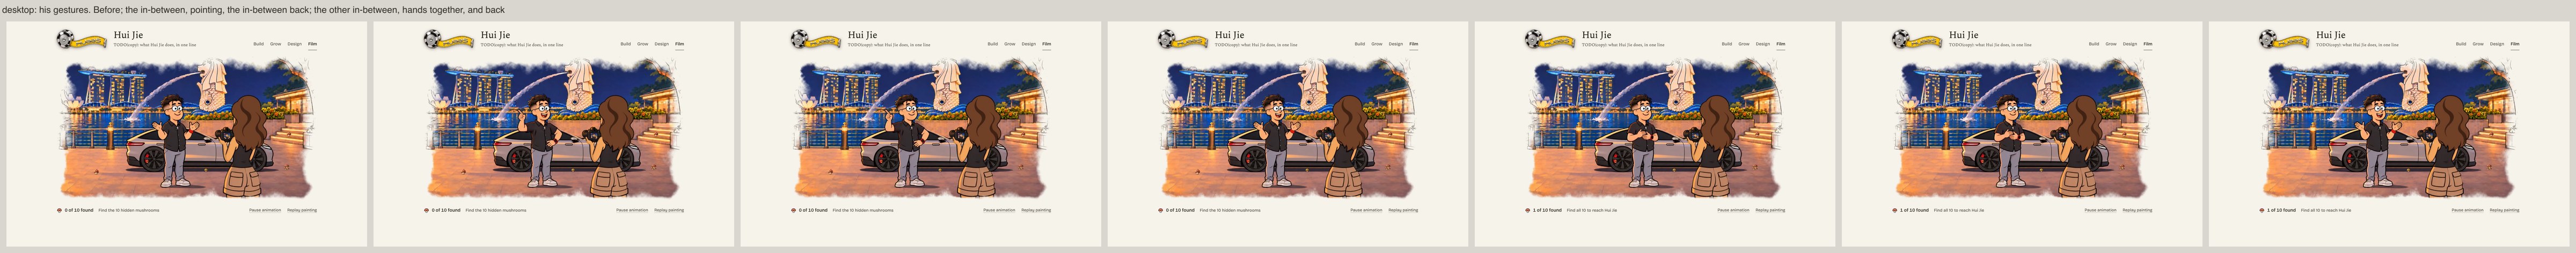 desktop: his gestures. Before; the in-between, pointing, the in-between back; the other in-between, hands together, and back
Hui Jie
TODO(copy): what Hui Jie does, in one line
Build Grow Design Film
0 of 10 found Find the 10 hidden mushrooms
Pause animation Replay painting
Hui Jie
TODO(copy): what Hui Jie does, in one line
Build Grow Design Film
0 of 10 found Find the 10 hidden mushrooms
Pause animation Replay painting
Hui Jie
TODO(copy): what Hui Jie does, in one line
Build Grow Design Film
0 of 10 found Find the 10 hidden mushrooms
Pause animation Replay painting
Hui Jie
TODO(copy): what Hui Jie does, in one line
Build Grow Design Film
0 of 10 found Find the 10 hidden mushrooms
Pause animation Replay painting
Hui Jie
TODO(copy): what Hui Jie does, in one line
Build Grow Design Film
1 of 10 found Find all 10 to reach Hui Jie
Pause animation Replay painting
Hui Jie
TODO(copy): what Hui Jie does, in one line
Build Grow Design Film
1 of 10 found Find all 10 to reach Hui Jie
Pause animation Replay painting
Hui Jie
TODO(copy): what Hui Jie does, in one line
Build Grow Design Film
1 of 10 found Find all 10 to reach Hui Jie
Pause animation Replay painting